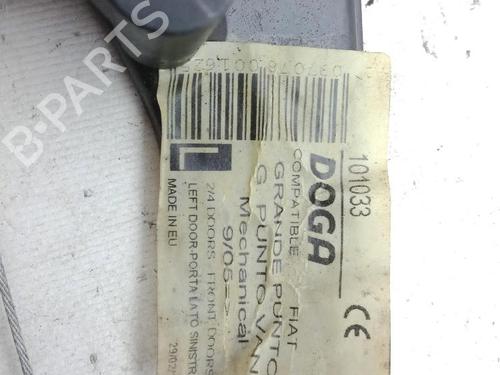 101033
DOGA
CE
COMPATIBLE FIAT
GRANDE PUNTO
G. PUNTO VAN
Mechanical
9/05->
L
2/4 DOORS - FRONT DOORS
LEFT DOOR-PORTA LATO SINISTR
MADE IN EU
B-PARTS